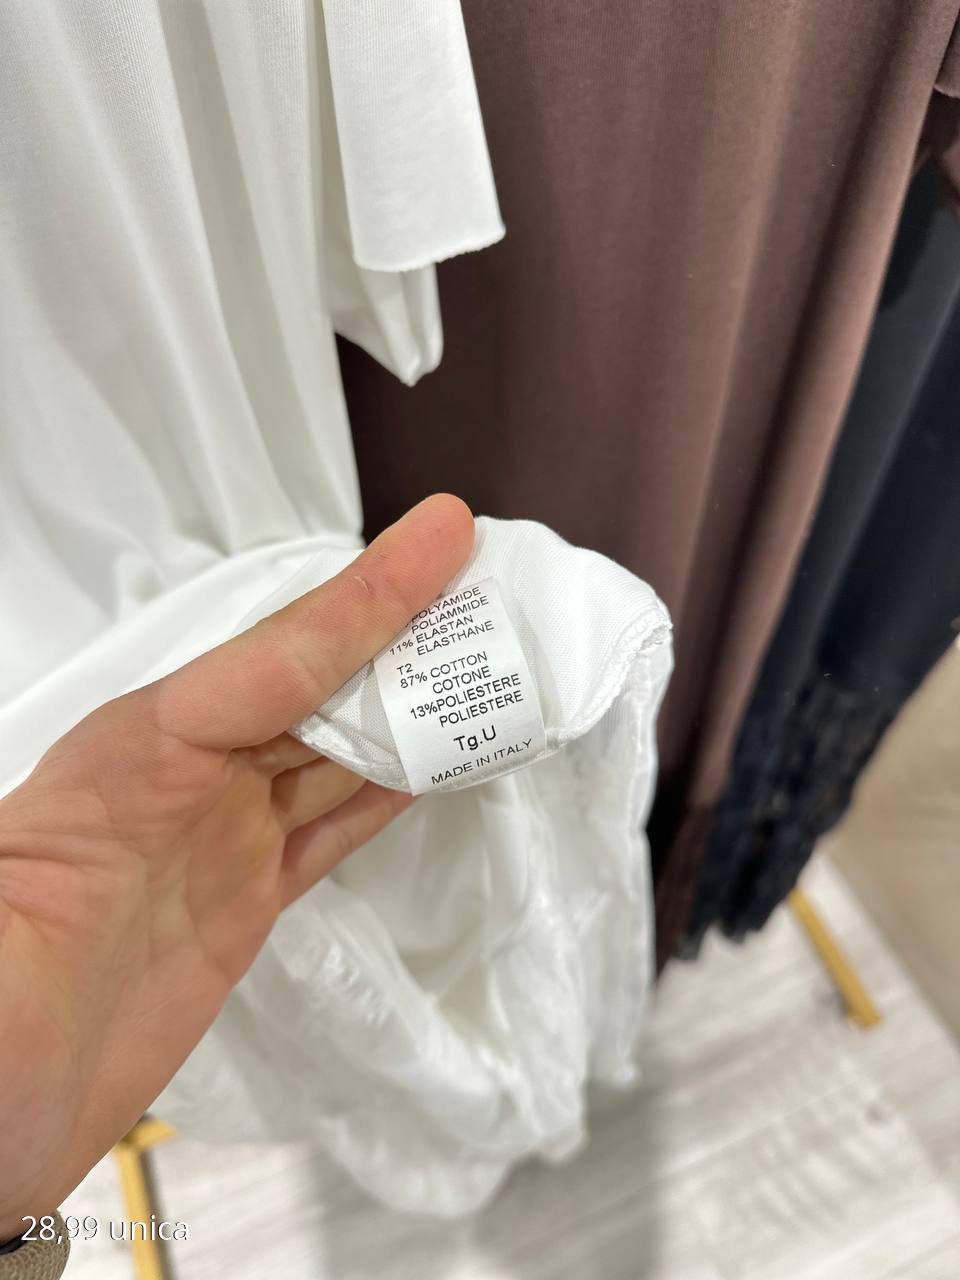 POLYAMIDE
POLIAMMIDE
11% ELASTAN
ELASTHANE
T2
87% COTTON
COTONE
13%POLIESTERE
POLIESTERE
Tg.U
MADE IN ITALY
28,99 unica